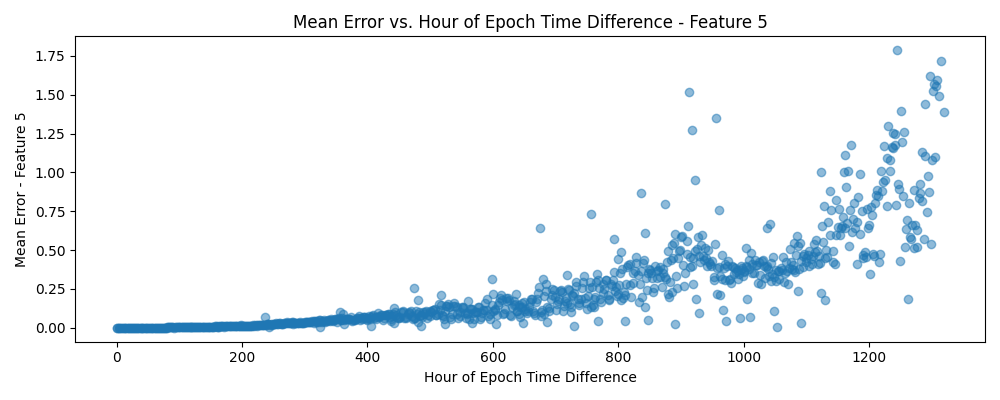 Mean Error vs. Hour of Epoch Time Difference - Feature 5
Mean Error - Feature 5
1.75
1.50
1.25
1.00
0.75
0.50
0.25
0.00
0 200 400 600 800 1000 1200
Hour of Epoch Time Difference